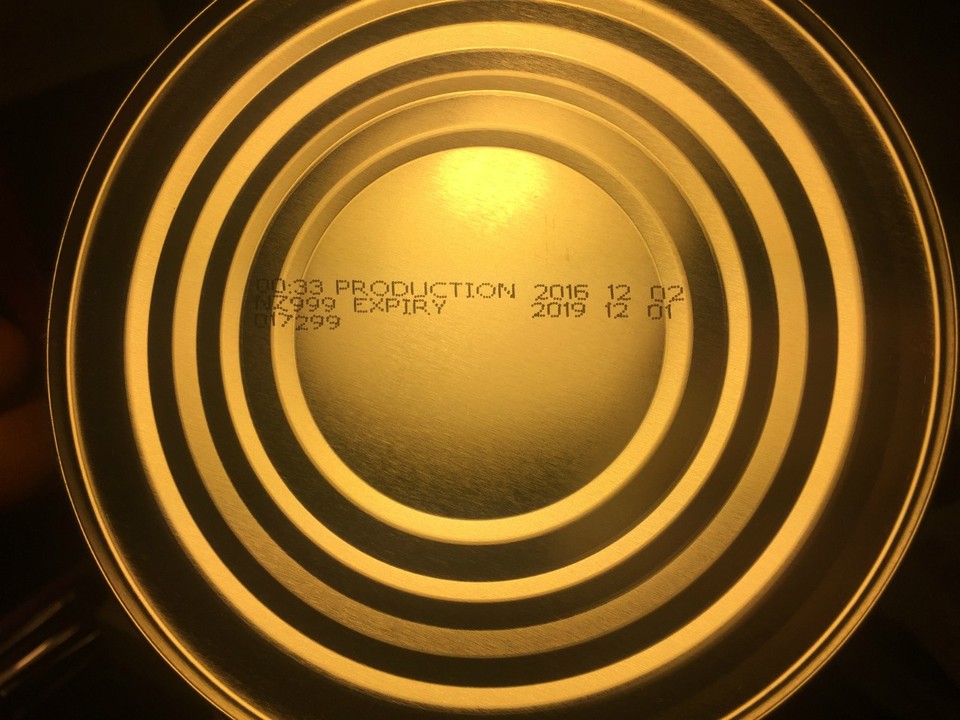 00:33 PRODUCTION 2016 12 02
NZ999 EXPIRY 2019 12 01
017299